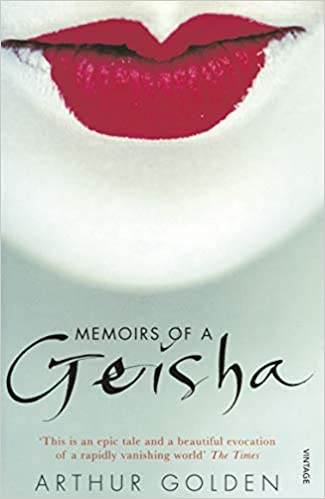 MEMOIRS OF A
Geisha
'This is an epic tale and a beautiful evocation
of a rapidly vanishing world' The Times
ARTHUR GOLDEN
VINTAGE